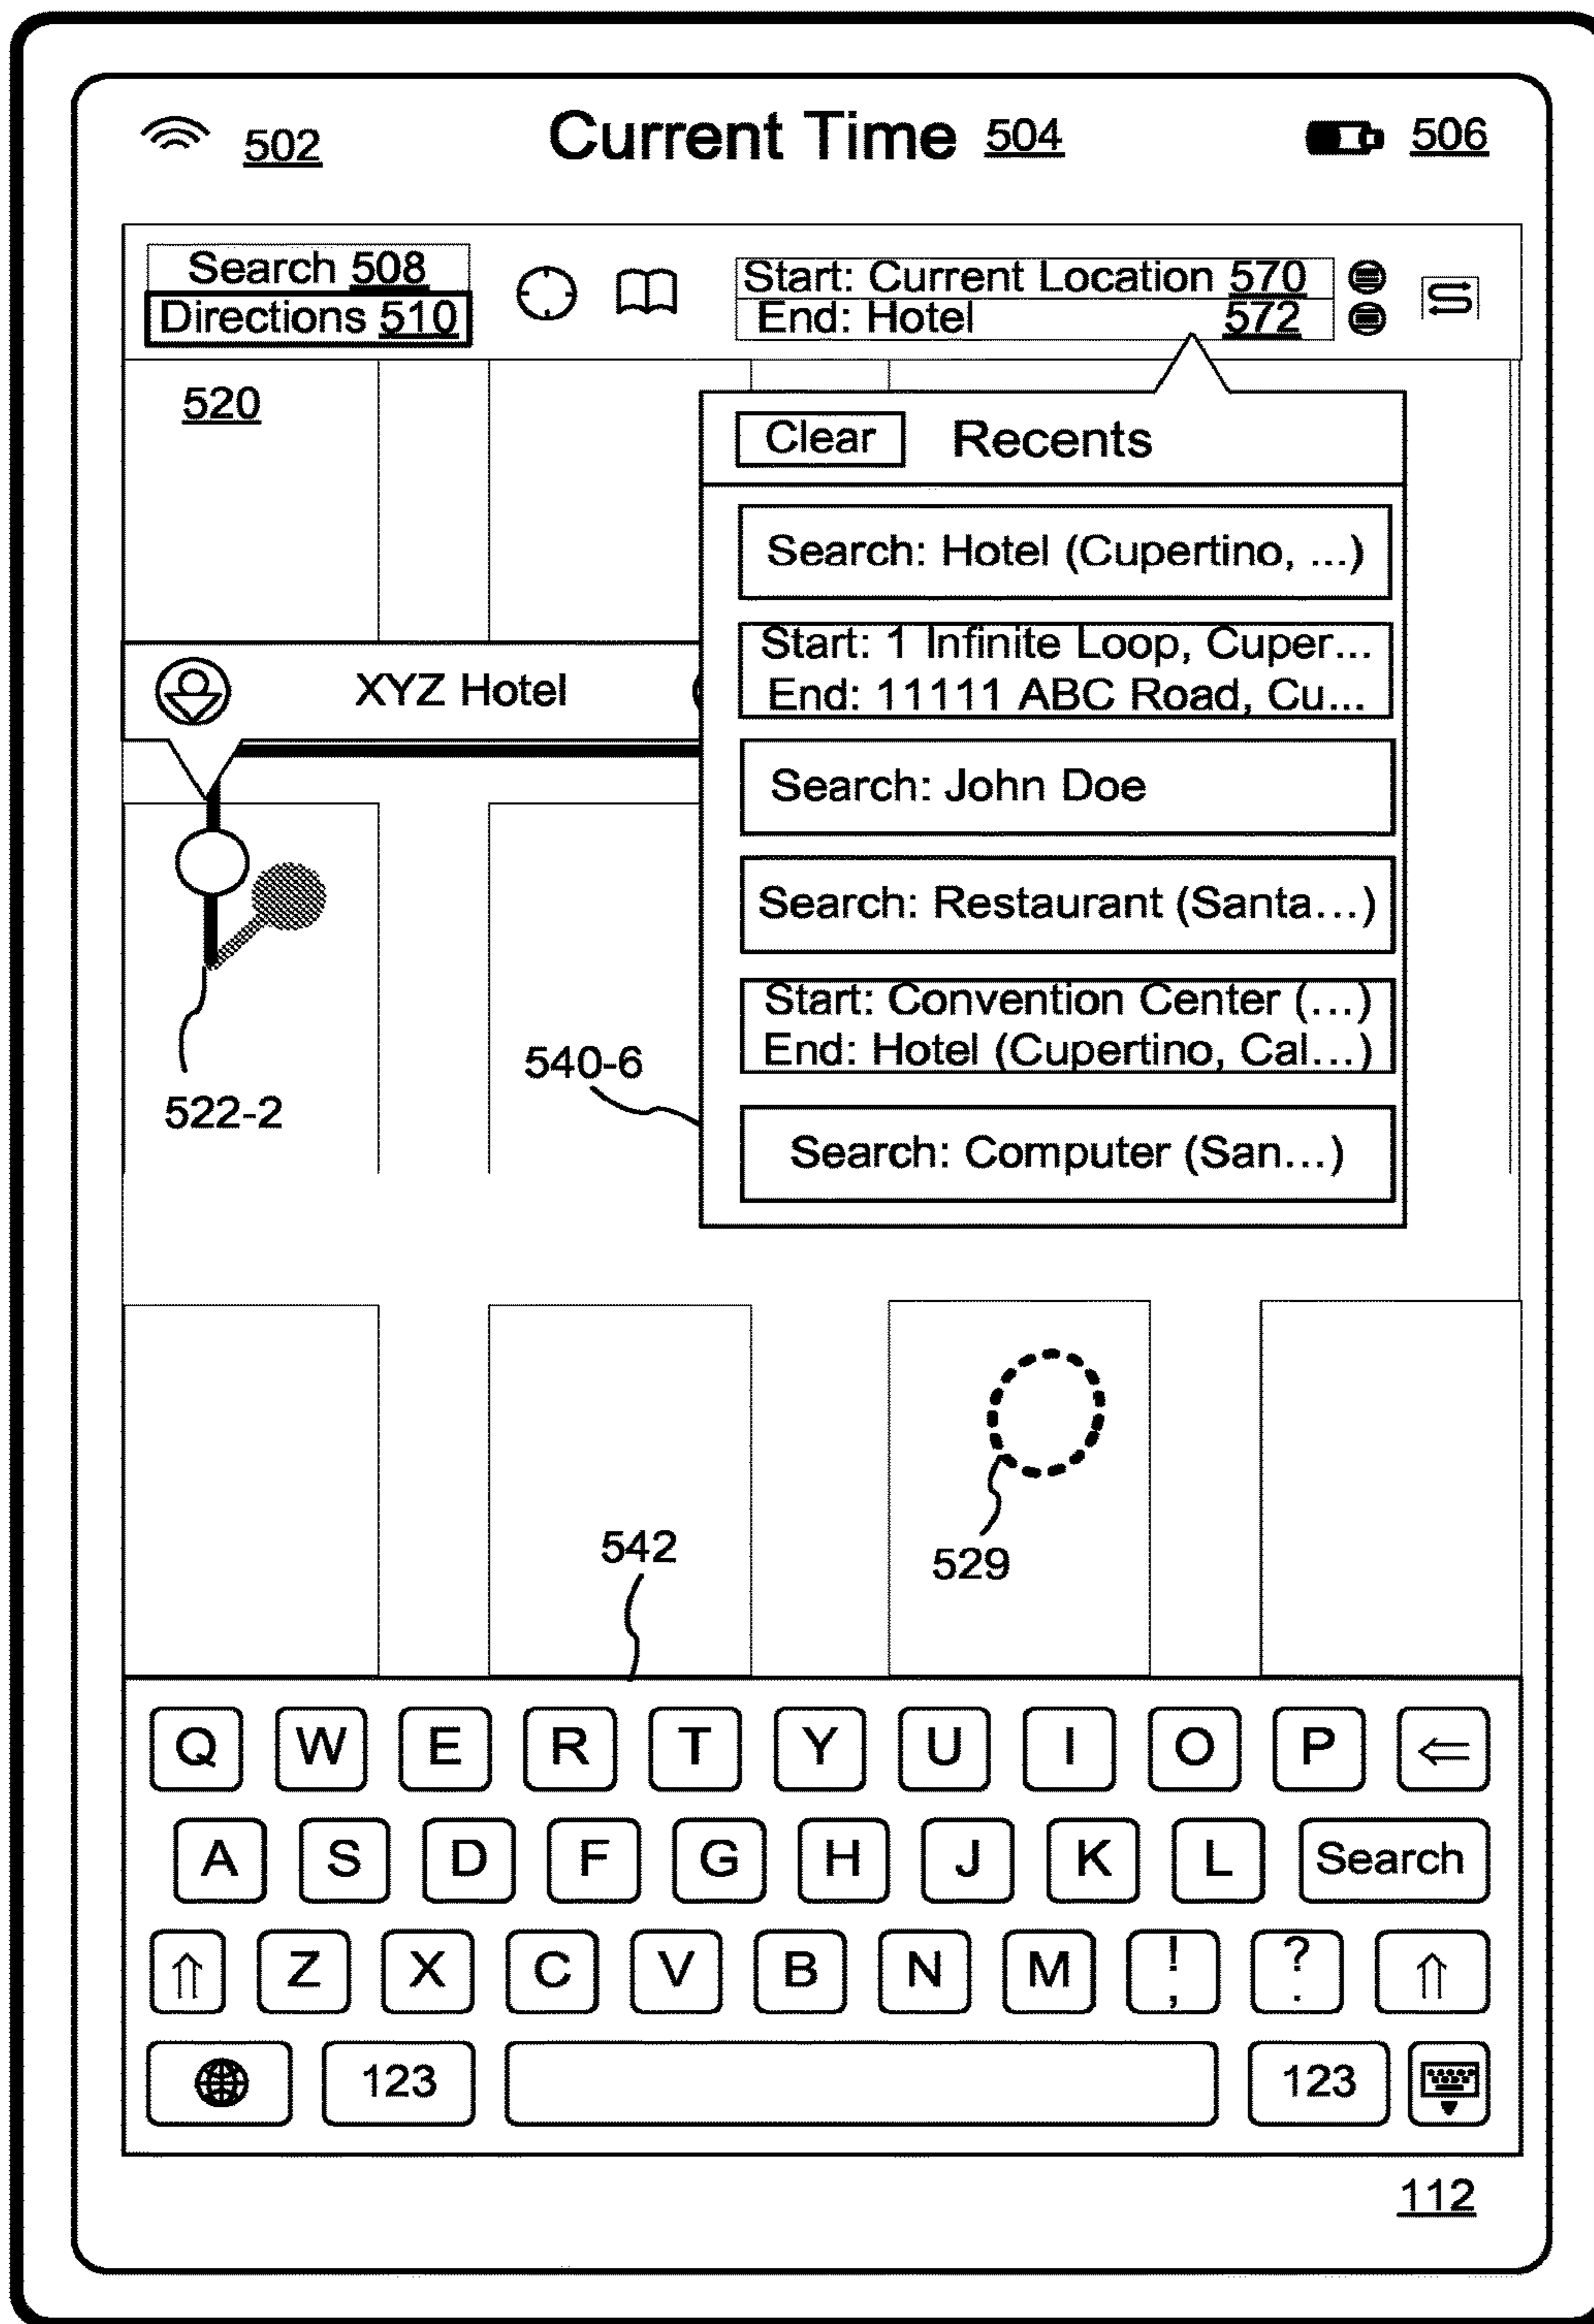 502 Current Time 504 506
Search 508
Directions 510
Start: Current Location 570
End: Hotel 572
520
Clear Recents
Search: Hotel (Cupertino, ...)
Start: 1 Infinite Loop, Cuper...
End: 11111 ABC Road, Cu...
XYZ Hotel
Search: John Doe
Search: Restaurant (Santa...)
Start: Convention Center (...)
End: Hotel (Cupertino, Cal...)
540-6
522-2
Search: Computer (San...)
542
529
Q W E R T Y U I O P ⇐
A S D F G H J K L Search
⇑ Z X C V B N M ! , ? . ⇑
123 123
112